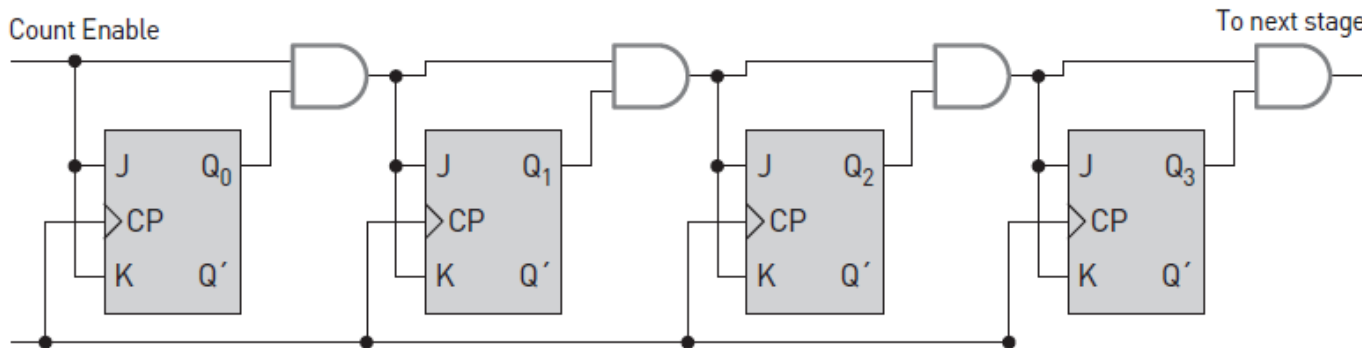 Count Enable
To next stage
J Q0 J Q1 J Q2 J Q3
CP CP CP CP
K Q´ K Q´ K Q´ K Q´